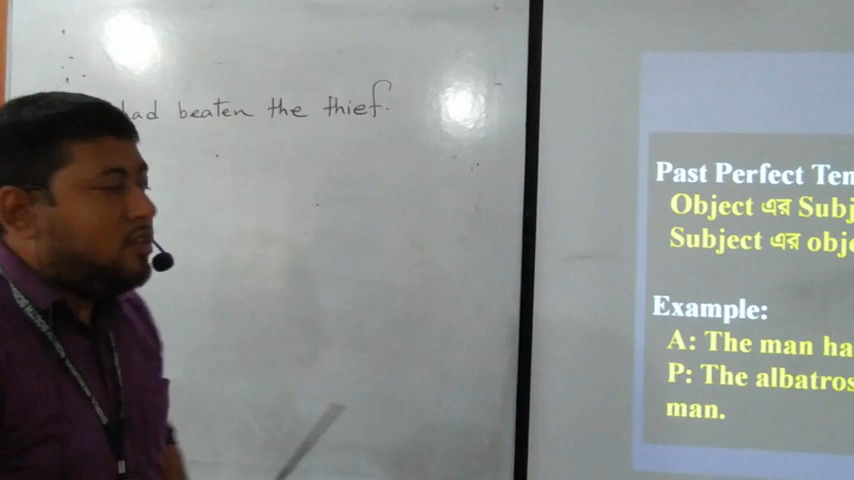 had beaten the thief.
Past Perfect Ten
Object এর Subj
Subject এর obje
Example:
A: The man ha
P: The albatros
man.